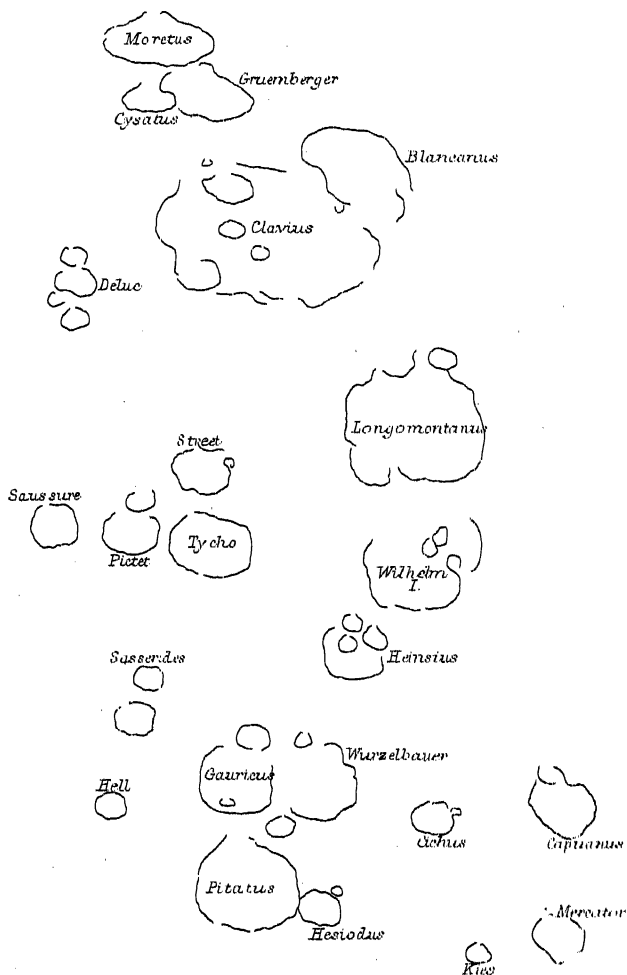 Moretus
Gruemberger
Cysatus
Blancanus
Clavius
Deluc
Longomontanus
Street
Saussure
Pictet
Tycho
Wilhelm
I.
Heinsius
Sasserides
Wurzelbauer
Gauricus
Hell
Cichus
Capuanus
Pitatus
Hesiodus
Mercator
Kies